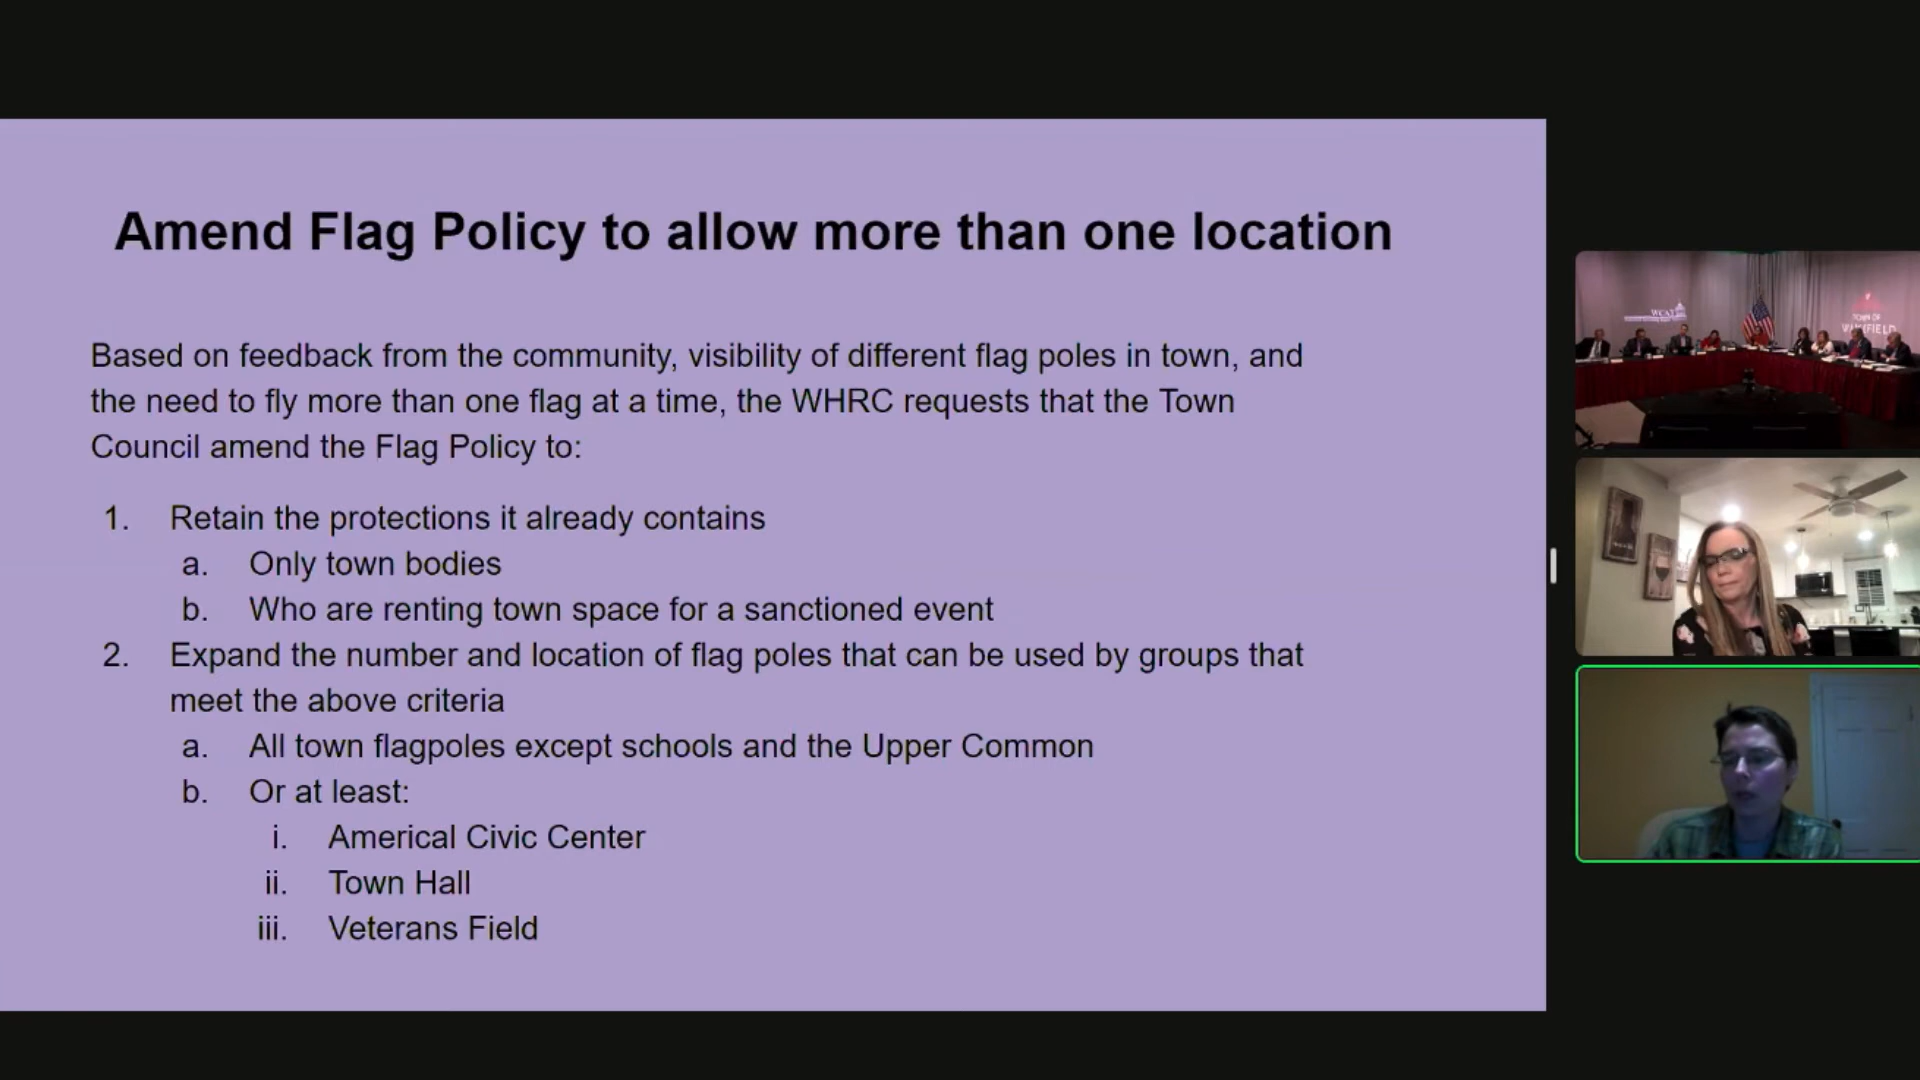 Amend Flag Policy to allow more than one location
Based on feedback from the community, visibility of different flag poles in town, and
the need to fly more than one flag at a time, the WHRC requests that the Town
Council amend the Flag Policy to:
1. Retain the protections it already contains
a. Only town bodies
b. Who are renting town space for a sanctioned event
2. Expand the number and location of flag poles that can be used by groups that
meet the above criteria
a. All town flagpoles except schools and the Upper Common
b. Or at least:
i. Americal Civic Center
ii. Town Hall
iii. Veterans Field
WCAT
TOWN OF
WAKEFIELD